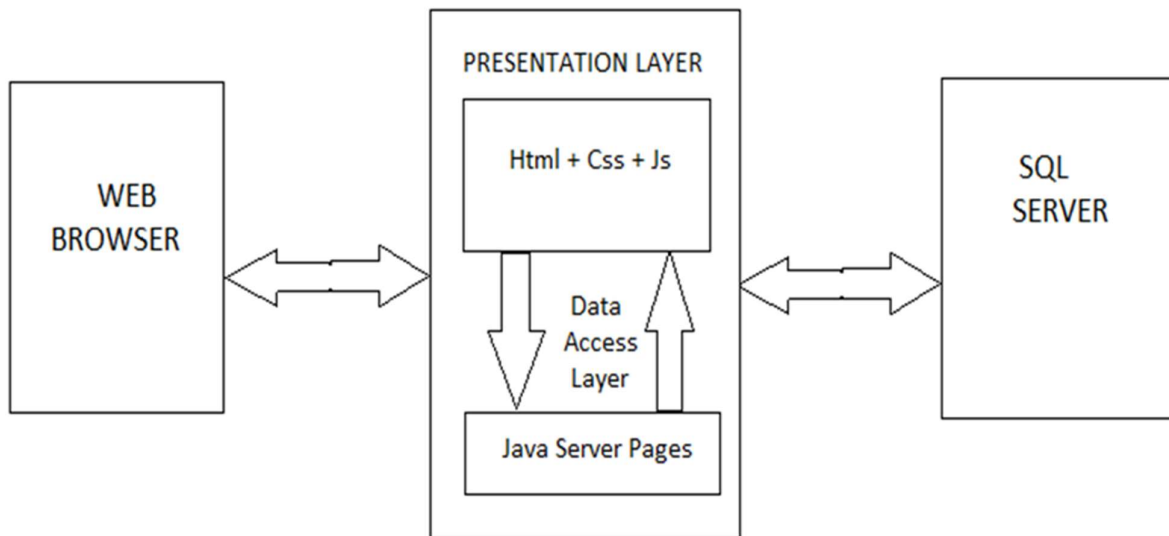 WEB
BROWSER
PRESENTATION LAYER
Html + Css + Js
Data
Access
Layer
Java Server Pages
SQL
SERVER